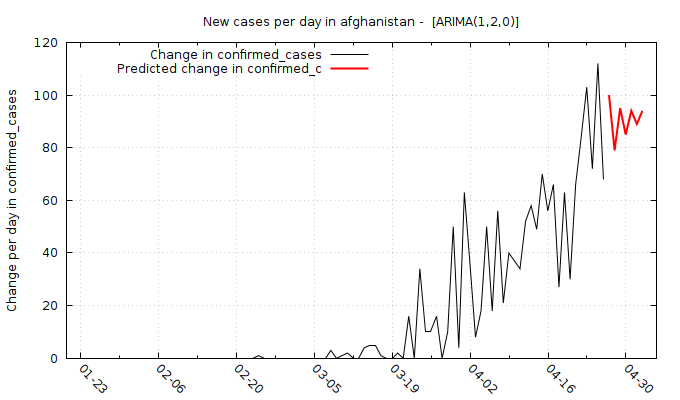 New cases per day in afghanistan -  [ARIMA(1,2,0)]
Change in confirmed_cases
Predicted change in confirmed_c
Change per day in confirmed_cases
120
100
80
60
40
20
0
01-23 02-06 02-20 03-05 03-19 04-02 04-16 04-30